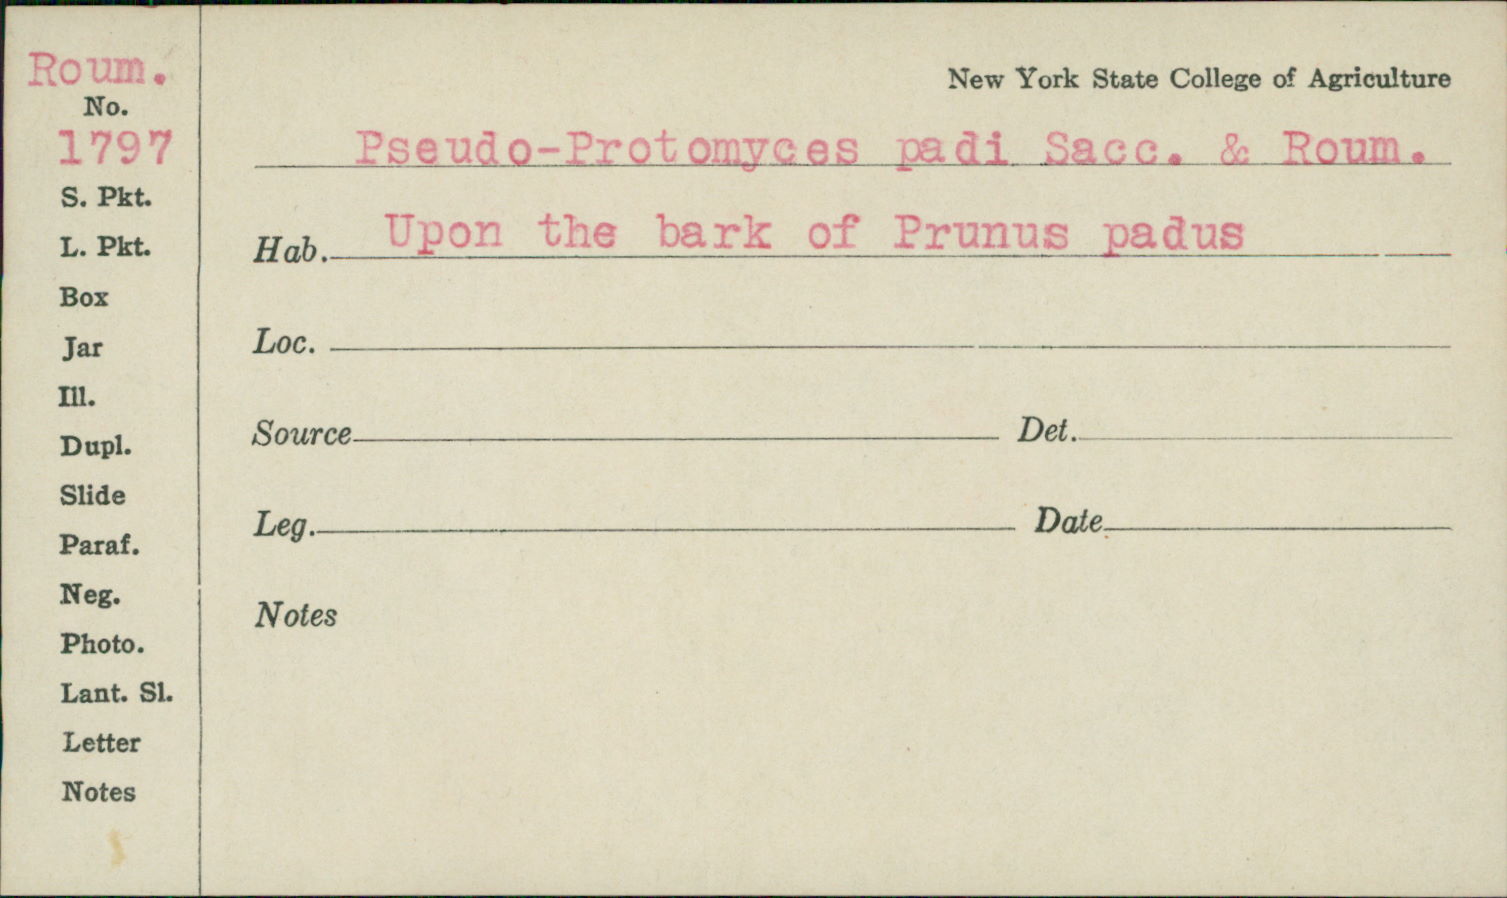 Roum.
No.
1797
S. Pkt.
L. Pkt.
Box
Jar
Ill.
Dupl.
Slide
Paraf.
Neg.
Photo.
Lant. Sl.
Letter
Notes
New York State College of Agriculture
Pseudo-Protomyces padi Sacc. & Roum.
Hab. Upon the bark of Prunus padus
Loc.
Source Det.
Leg. Date
Notes